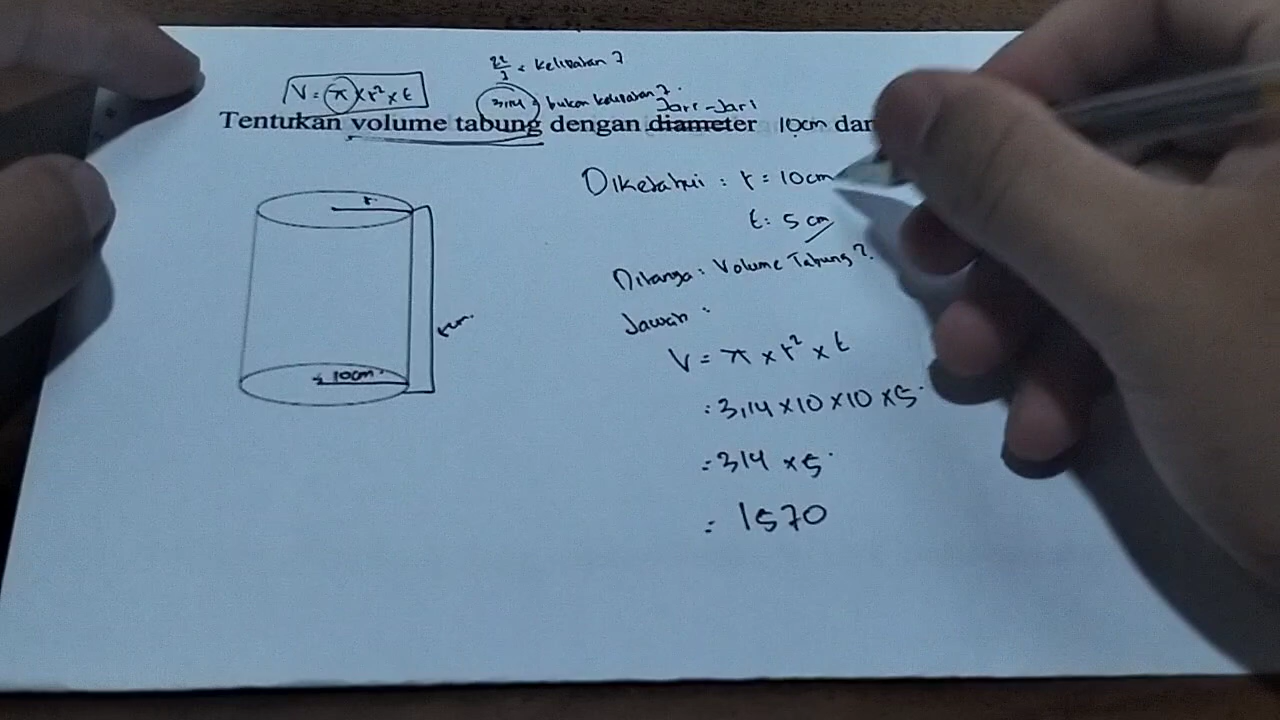 22/7 = Kelipatan 7
V = π x r² x t
3,14 = bukan kelipatan 7.
Jari-Jari
Tentukan volume tabung dengan diameter 10cm dan
Diketahui : r = 10cm
t : 5 cm
r
Ditanya : Volume Tabung ?
Jawab :
V = π x r² x t
10cm
: 3,14 x 10 x 10 x 5
= 314 x 5
= 1570